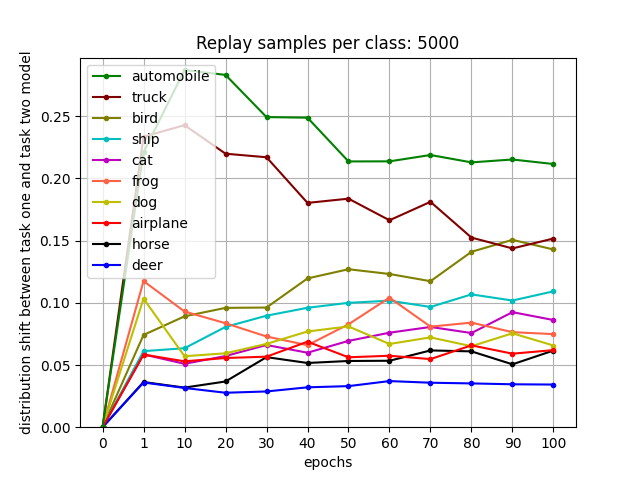 Replay samples per class: 5000
distribution shift between task one and task two model
0.25
0.20
0.15
0.10
0.05
0.00
automobile
truck
bird
ship
cat
frog
dog
airplane
horse
deer
0 1 10 20 30 40 50 60 70 80 90 100
epochs